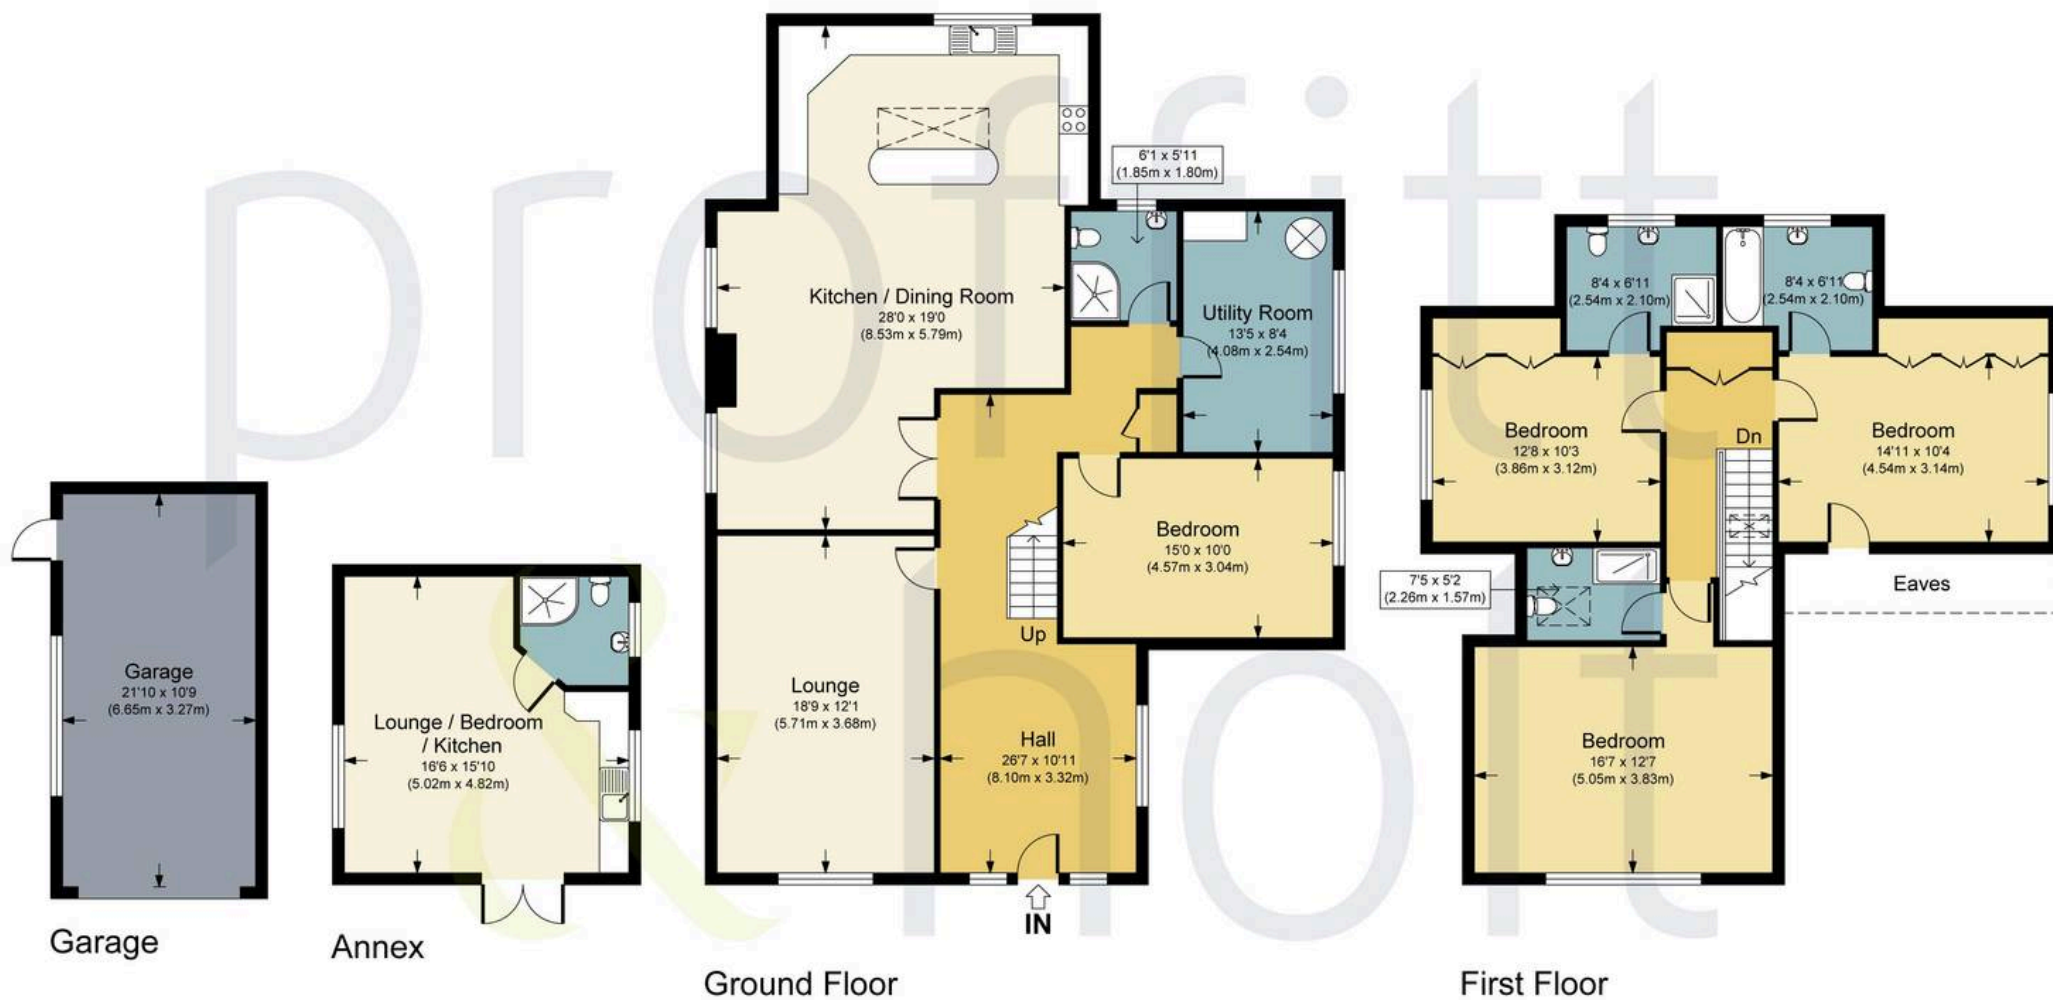 proffitt
& holt
Garage
21'10 x 10'9
(6.65m x 3.27m)
Garage
Lounge / Bedroom
/ Kitchen
16'6 x 15'10
(5.02m x 4.82m)
Annex
6'1 x 5'11
(1.85m x 1.80m)
Kitchen / Dining Room
28'0 x 19'0
(8.53m x 5.79m)
Utility Room
13'5 x 8'4
(4.08m x 2.54m)
Bedroom
15'0 x 10'0
(4.57m x 3.04m)
Up
Lounge
18'9 x 12'1
(5.71m x 3.68m)
Hall
26'7 x 10'11
(8.10m x 3.32m)
IN
Ground Floor
8'4 x 6'11
(2.54m x 2.10m)
8'4 x 6'11
(2.54m x 2.10m)
Bedroom
12'8 x 10'3
(3.86m x 3.12m)
Dn
Bedroom
14'11 x 10'4
(4.54m x 3.14m)
7'5 x 5'2
(2.26m x 1.57m)
Eaves
Bedroom
16'7 x 12'7
(5.05m x 3.83m)
First Floor